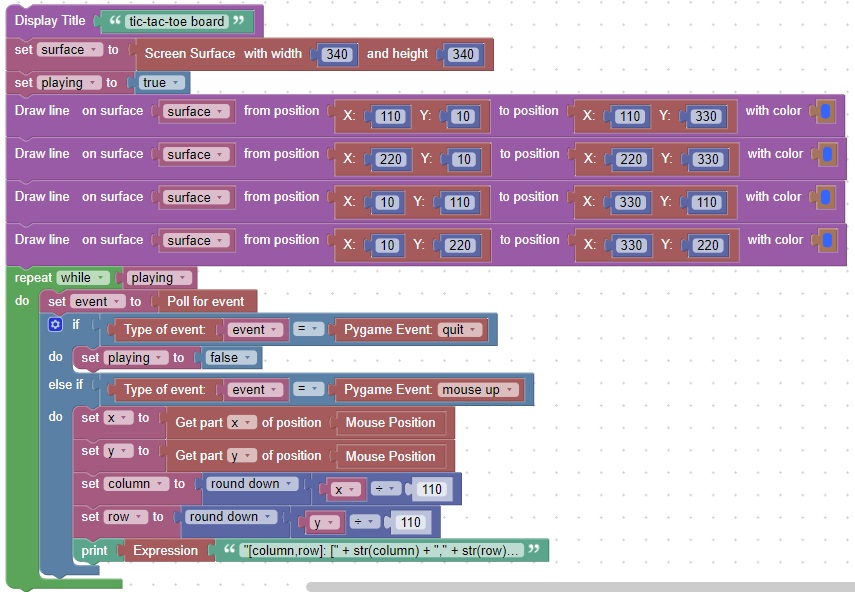 Display Title “ tic-tac-toe board ”
set surface to Screen Surface with width 340 and height 340
set playing to true
Draw line on surface surface from position X: 110 Y: 10 to position X: 110 Y: 330 with color
Draw line on surface surface from position X: 220 Y: 10 to position X: 220 Y: 330 with color
Draw line on surface surface from position X: 10 Y: 110 to position X: 330 Y: 110 with color
Draw line on surface surface from position X: 10 Y: 220 to position X: 330 Y: 220 with color
repeat while playing
do set event to Poll for event
if Type of event: event = Pygame Event: quit
do set playing to false
else if Type of event: event = Pygame Event: mouse up
do set x to Get part x of position Mouse Position
set y to Get part y of position Mouse Position
set column to round down x ÷ 110
set row to round down y ÷ 110
print Expression “ "[column,row]: [" + str(column) + "," + str(row)... ”